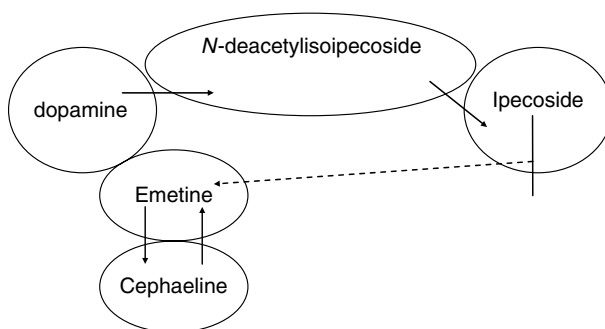 N-deacetylisoipecoside
dopamine
Ipecoside
Emetine
Cephaeline